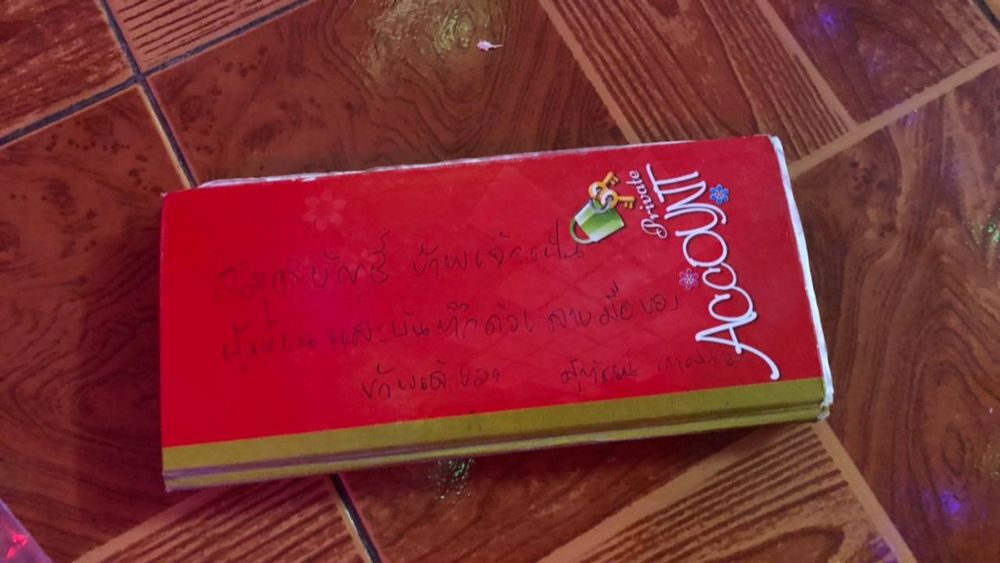 Private
ACCOUNT
สมุดบัญชี ข้าพเจ้าเป็น
ผู้เขียน และบันทึกด้วยลายมือของ
ข้าพเจ้าเอง